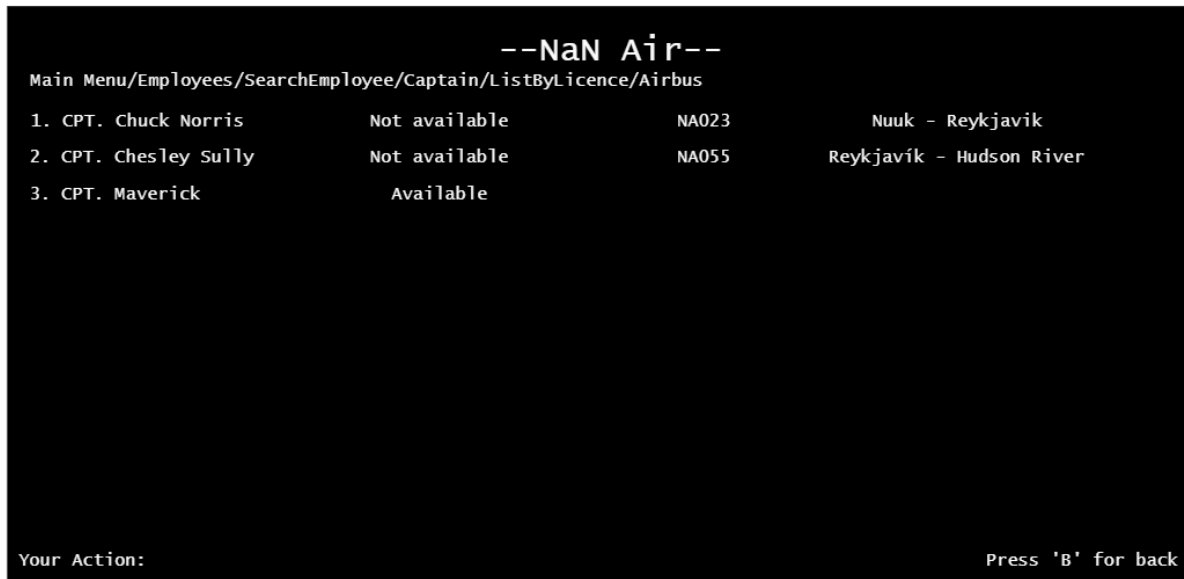 --NaN Air--
Main Menu/Employees/SearchEmployee/Captain/ListByLicence/Airbus
1. CPT. Chuck Norris Not available NA023 Nuuk - Reykjavik
2. CPT. Chesley Sully Not available NA055 Reykjavík - Hudson River
3. CPT. Maverick Available
Your Action: Press 'B' for back